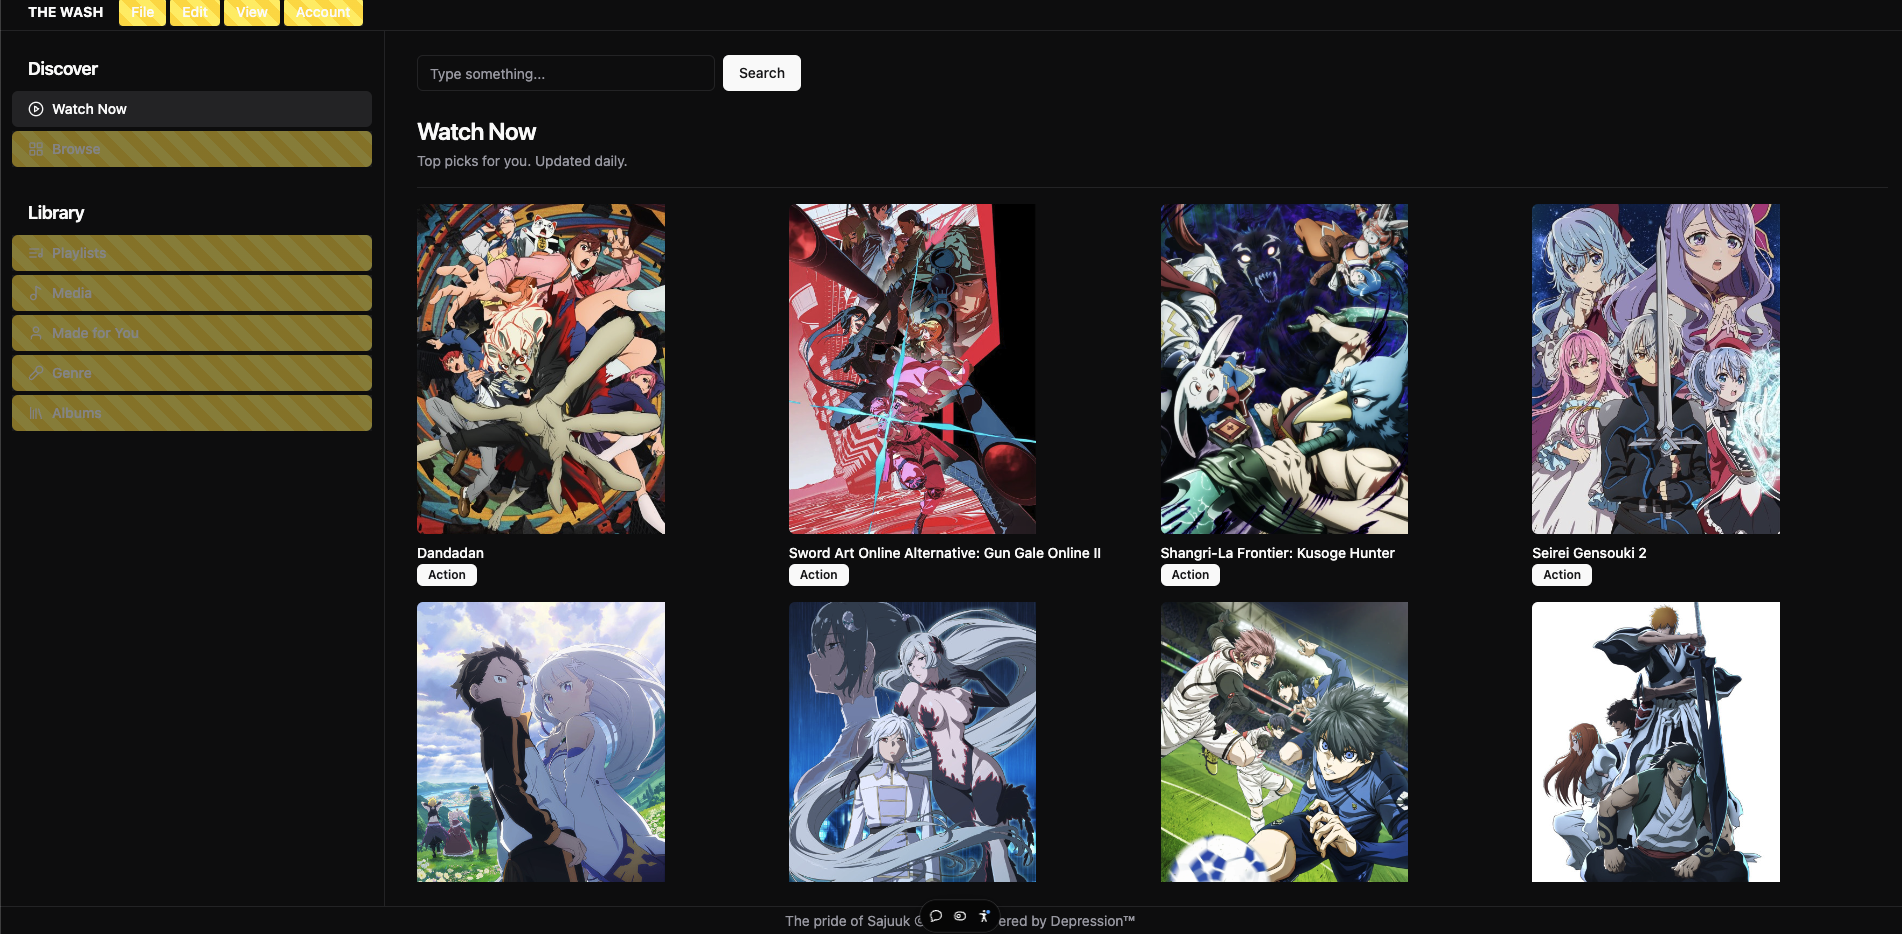 THE WASH File Edit View Account
Discover
Watch Now
Browse
Library
Playlists
Media
Made for You
Genre
Albums
Type something... Search
Watch Now
Top picks for you. Updated daily.
Dandadan
Action
Sword Art Online Alternative: Gun Gale Online II
Action
Shangri-La Frontier: Kusoge Hunter
Action
Seirei Gensouki 2
Action
The pride of Sajuuk by Depression™